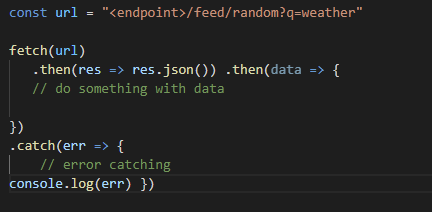 const url = "<endpoint>/feed/random?q=weather"
fetch(url)
.then(res => res.json()) .then(data => {
// do something with data
})
.catch(err => {
// error catching
console.log(err) })